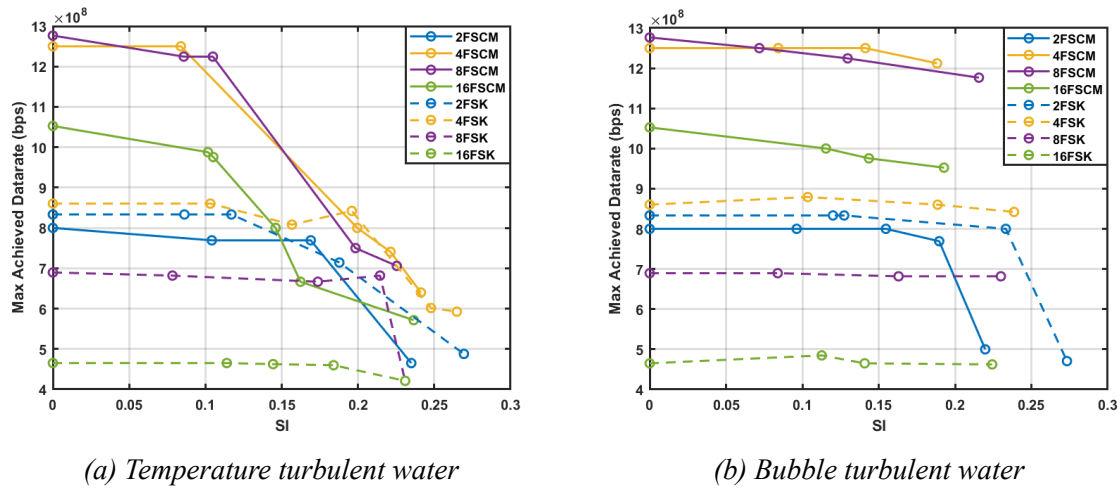 ×10⁸
13
12
11
10
9
8
7
6
5
4
Max Achieved Datarate (bps)
0
0.05
0.1
0.15
0.2
0.25
0.3
SI
2FSCM
4FSCM
8FSCM
16FSCM
2FSK
4FSK
8FSK
16FSK
(a) Temperature turbulent water
×10⁸
13
12
11
10
9
8
7
6
5
4
Max Achieved Datarate (bps)
0
0.05
0.1
0.15
0.2
0.25
0.3
SI
2FSCM
4FSCM
8FSCM
16FSCM
2FSK
4FSK
8FSK
16FSK
(b) Bubble turbulent water